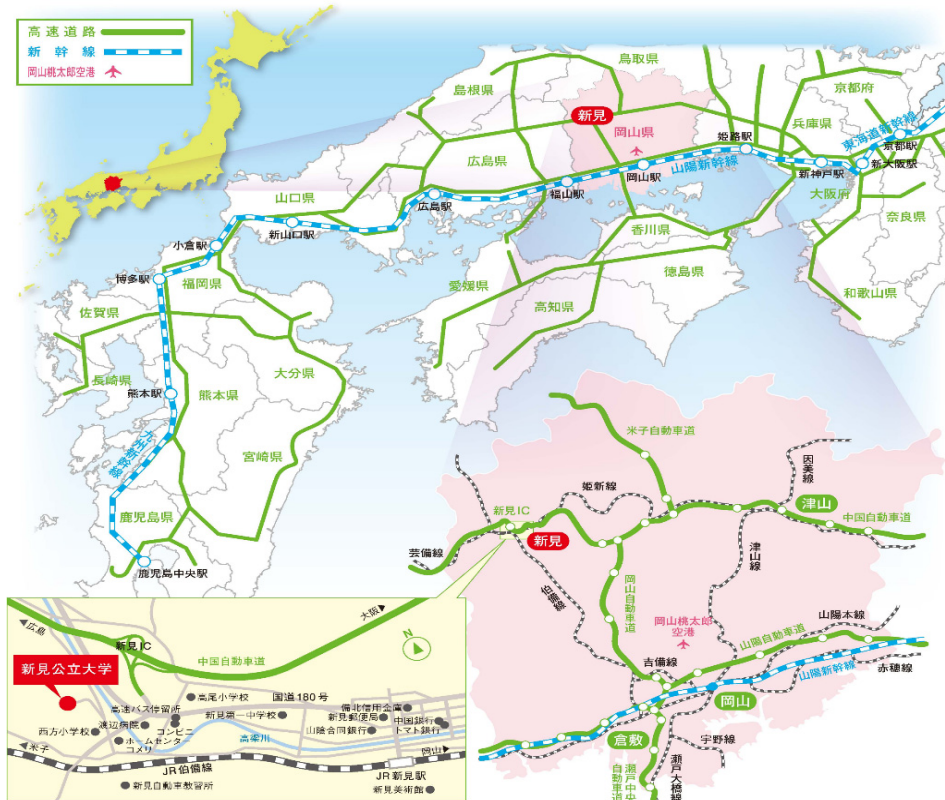 高速道路
新幹線
岡山桃太郎空港
鳥取県
島根県
京都府
新見
岡山県
兵庫県
東海道新幹線
広島県
姫路駅
京都駅
山陽新幹線
新大阪駅
岡山駅
新神戸駅
福山駅
大阪府
広島駅
山口県
奈良県
新山口駅
香川県
小倉駅
徳島県
博多駅
福岡県
愛媛県
高知県
和歌山県
佐賀県
大分県
長崎県
熊本駅
熊本県
九州新幹線
宮崎県
鹿児島県
鹿児島中央駅
米子自動車道
因美線
姫新線
津山
新見IC
中国自動車道
新見
芸備線
伯備線
津山線
岡山自動車道
岡山桃太郎
空港
山陽本線
山陽自動車道
吉備線
赤穂線
山陽新幹線
岡山
倉敷
宇野線
瀬戸大橋線
瀬戸中央
自動車道
◀広島
大阪▶
N
新見IC
中国自動車道
新見公立大学
高尾小学校
国道180号
高速バス停留所
備北信用金庫
新見第一中学校
新見郵便局
中国銀行
西方小学校
渡辺病院
コンビニ
山陰合同銀行
トマト銀行
ホームセンター
コメリ
高梁川
◀米子
岡山▶
JR伯備線
JR新見駅
新見自動車教習所
新見美術館